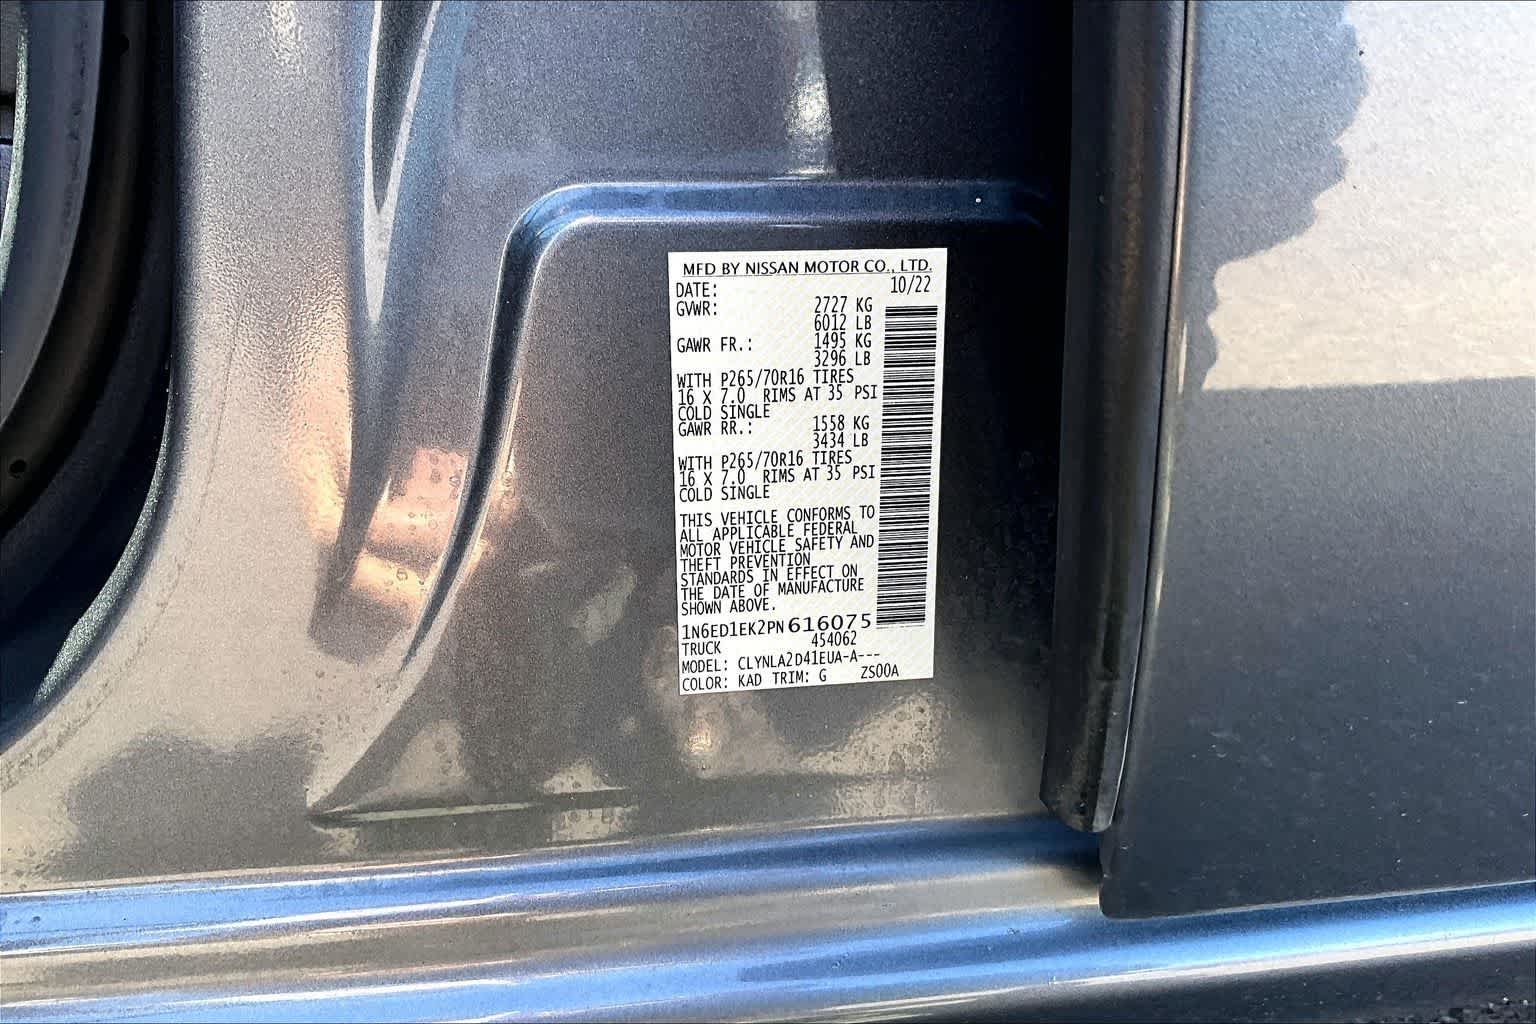 MFD BY NISSAN MOTOR CO., LTD.
DATE: 10/22
GVWR: 2727 KG
6012 LB
GAWR FR.: 1495 KG
3296 LB
WITH P265/70R16 TIRES
16 X 7.0 RIMS AT 35 PSI
COLD SINGLE
GAWR RR.: 1558 KG
3434 LB
WITH P265/70R16 TIRES
16 X 7.0 RIMS AT 35 PSI
COLD SINGLE
THIS VEHICLE CONFORMS TO
ALL APPLICABLE FEDERAL
MOTOR VEHICLE SAFETY AND
THEFT PREVENTION
STANDARDS IN EFFECT ON
THE DATE OF MANUFACTURE
SHOWN ABOVE.
1N6ED1EK2PN616075
TRUCK 454062
MODEL: CLYNLA2D41EUA-A---
COLOR: KAD TRIM: G ZS00A